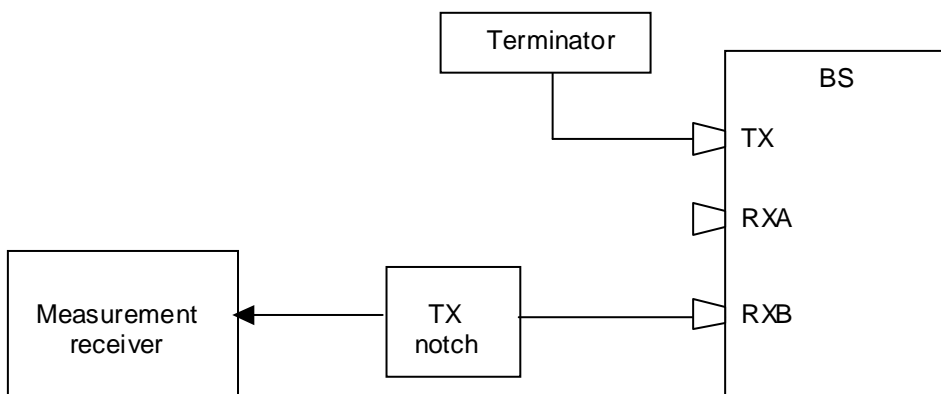 Terminator
BS
TX
RXA
Measurement
receiver
TX
notch
RXB